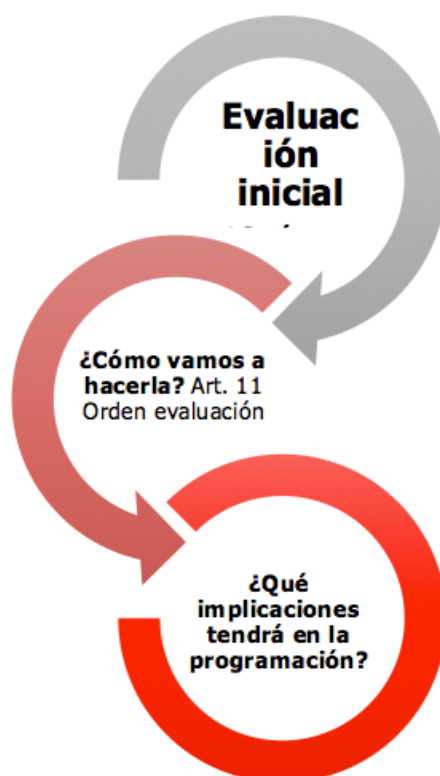 Evaluac
ión
inicial
¿Cómo vamos a
hacerla? Art. 11
Orden evaluación
¿Qué
implicaciones
tendrá en la
programación?